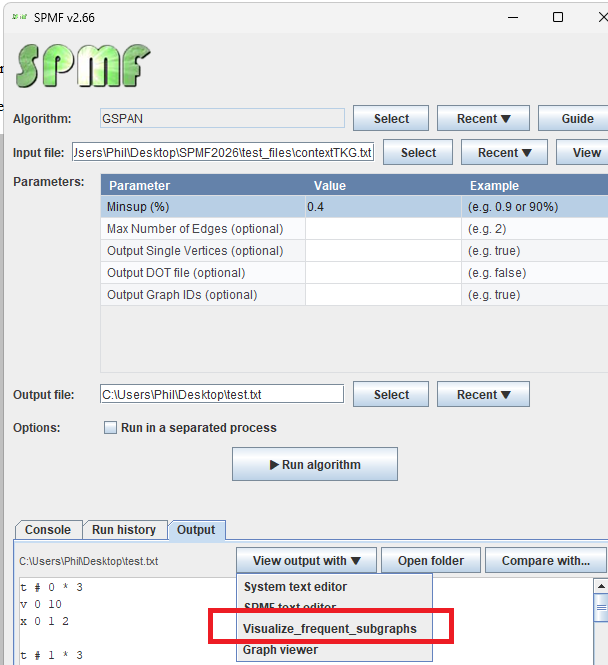 SPMF v2.66
SPMF
Algorithm: GSPAN Select Recent ▼ Guide
Input file: Jsers\Phil\Desktop\SPMF2026\test_files\contextTKG.txt Select Recent ▼ View
Parameters: Parameter Value Example
Minsup (%) 0.4 (e.g. 0.9 or 90%)
Max Number of Edges (optional) (e.g. 2)
Output Single Vertices (optional) (e.g. true)
Output DOT file (optional) (e.g. false)
Output Graph IDs (optional) (e.g. true)
Output file: C:\Users\Phil\Desktop\test.txt Select Recent ▼
Options: Run in a separated process
▶ Run algorithm
Console Run history Output
C:\Users\Phil\Desktop\test.txt View output with ▼ Open folder Compare with...
t # 0 * 3
v 0 10
x 0 1 2
t # 1 * 3
System text editor
SPMF text editor
Visualize_frequent_subgraphs
Graph viewer